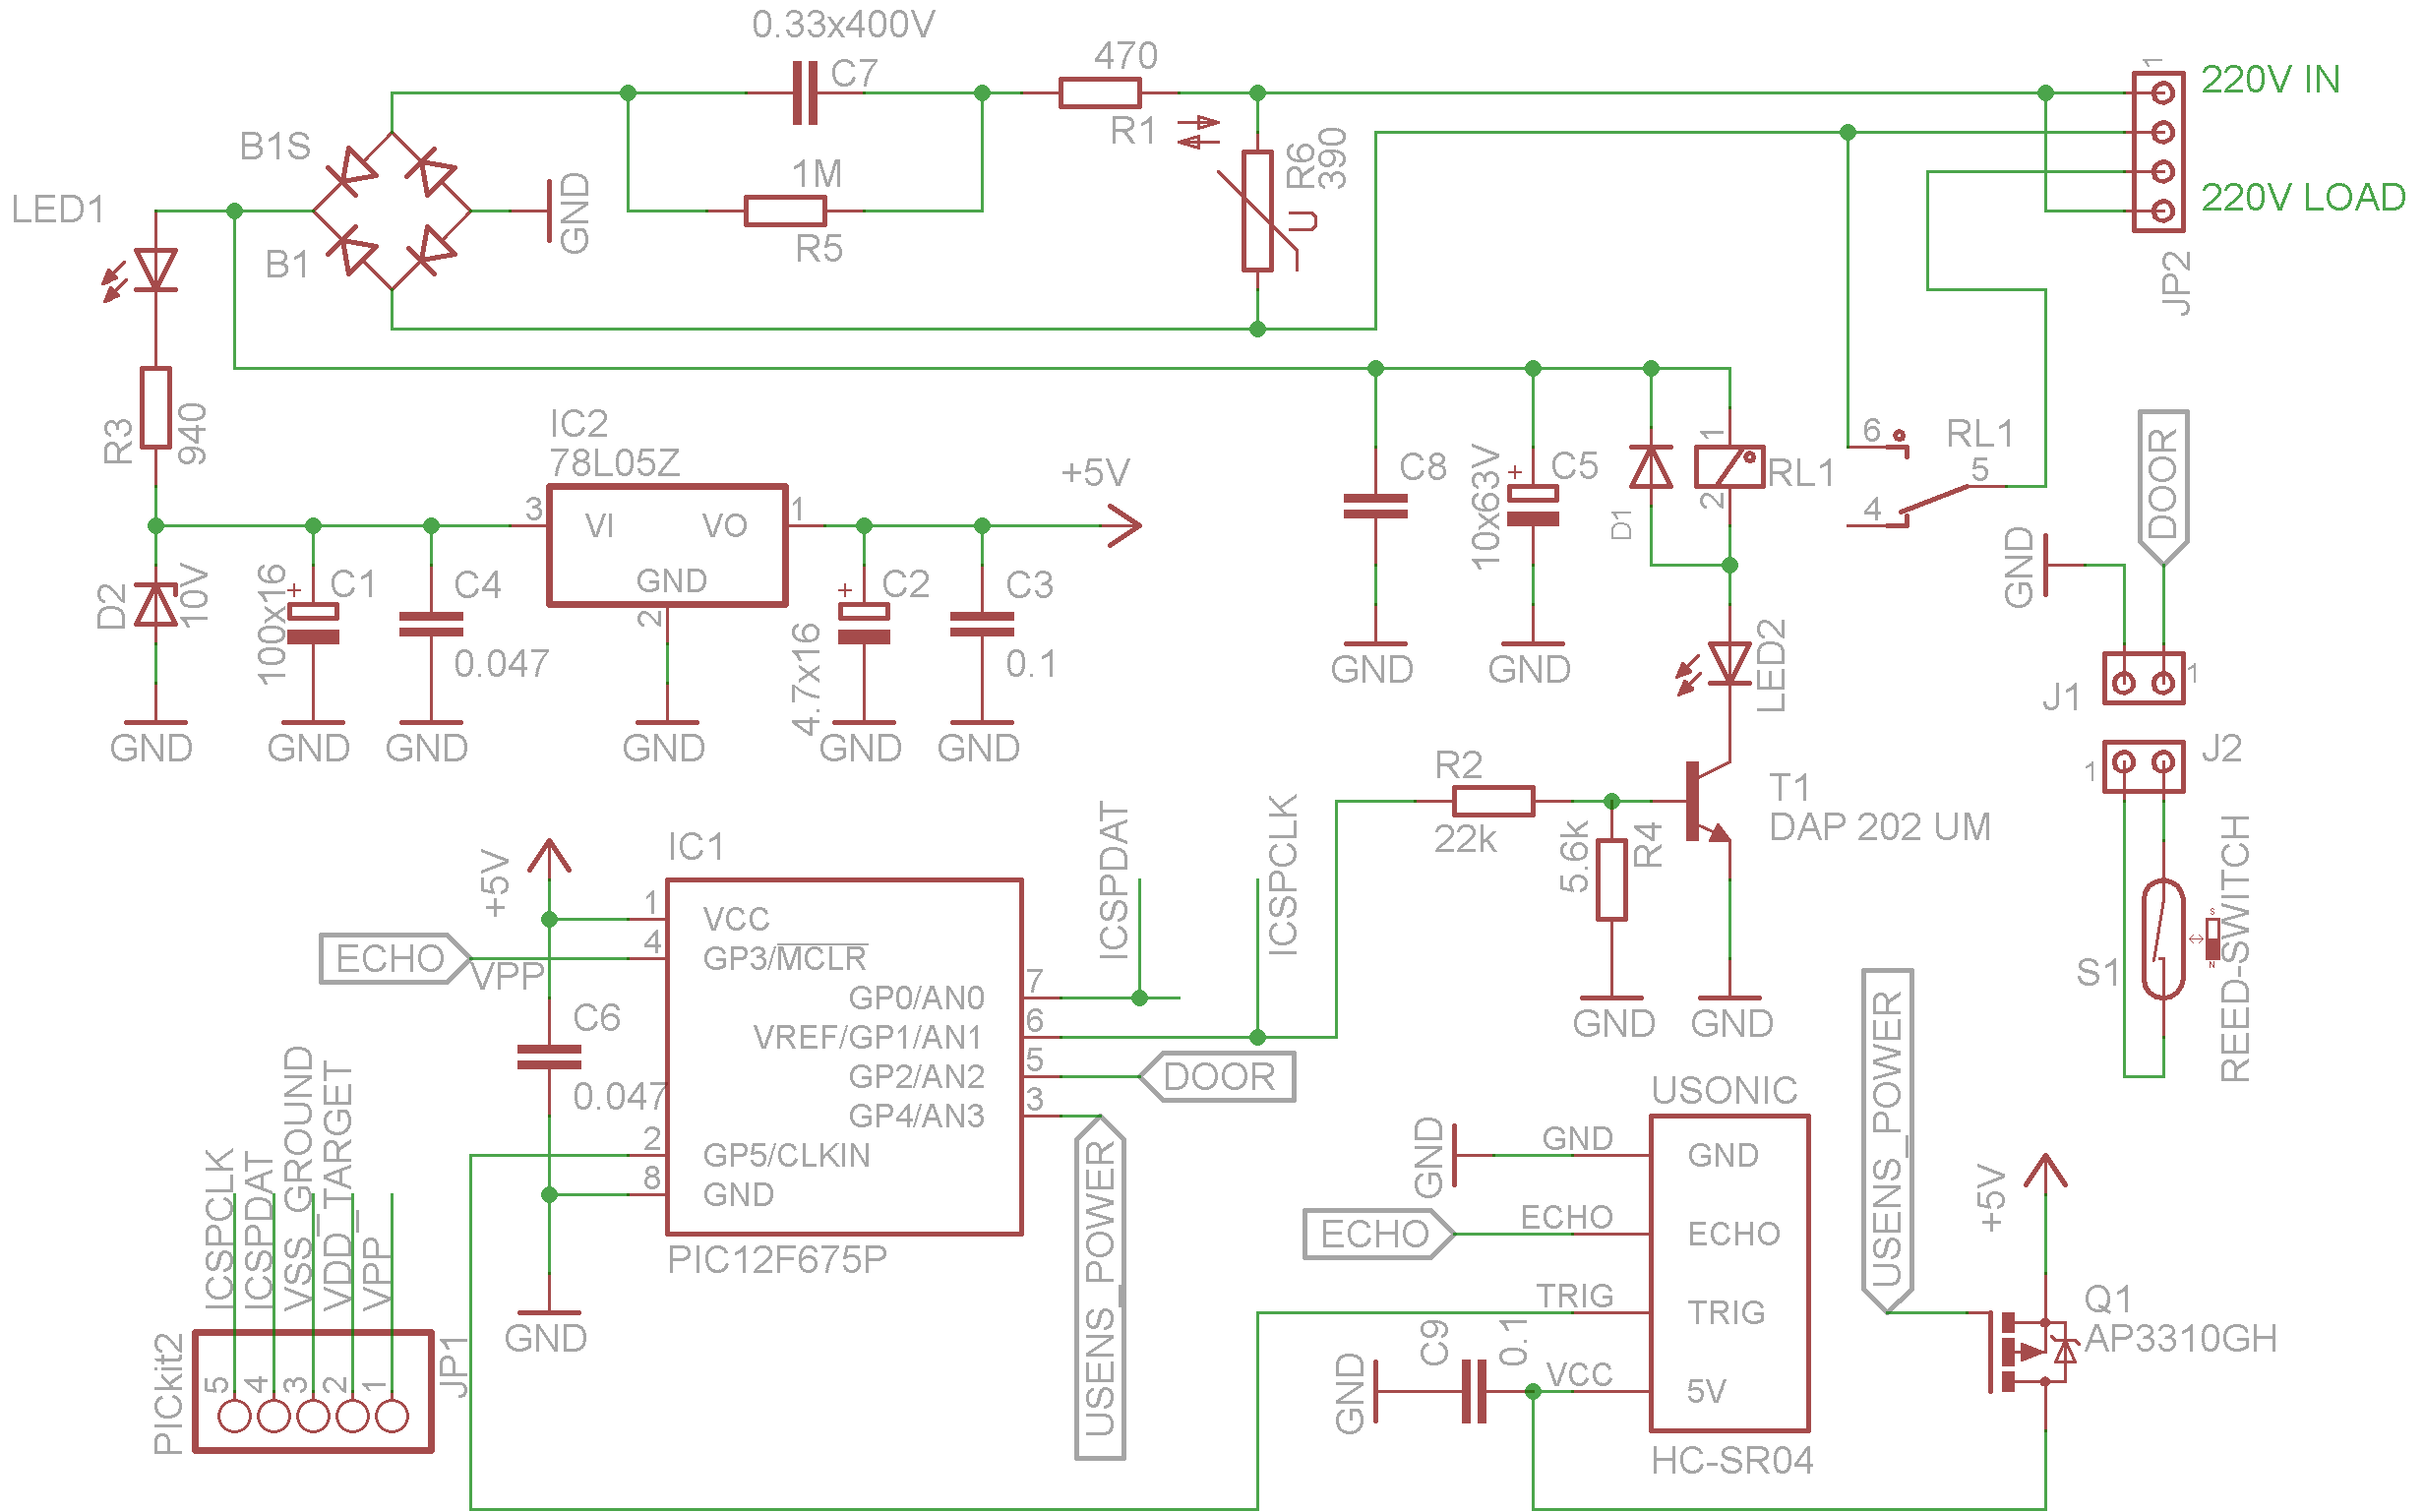 0.33x400V
C7
470
R1
1
220V IN
220V LOAD
JP2
B1S
B1
LED1
GND
1M
R5
R6
390
U
R3
940
IC2
78L05Z
3
VI
VO
1
GND
2
+5V
D2
10V
100x16
+
C1
C4
0.047
4.7x16
+
C2
C3
0.1
GND
GND
GND
GND
GND
GND
C8
10x63V
+
C5
D1
1
2
RL1
6
4
5
RL1
GND
GND
LED2
GND
DOOR
J1
1
J2
1
S1
S
N
REED-SWITCH
R2
22k
5.6k
R4
T1
DAP 202 UM
GND
GND
+5V
IC1
ECHO
VPP
1
4
2
8
VCC
GP3/MCLR
GP0/AN0
VREF/GP1/AN1
GP2/AN2
GP4/AN3
GP5/CLKIN
GND
7
6
5
3
PIC12F675P
C6
0.047
GND
ICSPDAT
ICSPCLK
DOOR
USENS_POWER
ICSPCLK
ICSPDAT
VSS_GROUND
VDD_TARGET
VPP
5
4
3
2
1
PICkit2
JP1
USONIC
GND
GND
GND
ECHO
ECHO
ECHO
TRIG
TRIG
VCC
5V
HC-SR04
GND
C9
0.1
USENS_POWER
+5V
Q1
AP3310GH